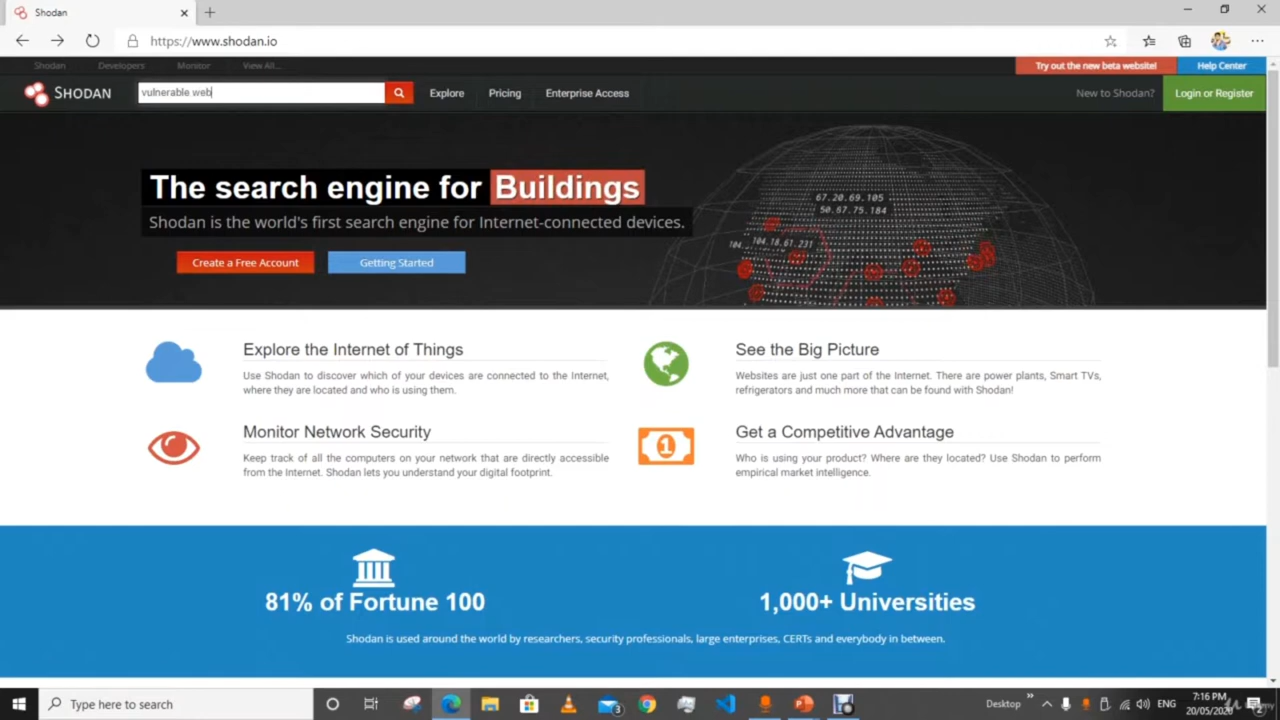 Shodan
https://www.shodan.io
Shodan Developers Monitor View All...
Try out the new beta website! Help Center
SHODAN vulnerable web Explore Pricing Enterprise Access New to Shodan? Login or Register
The search engine for Buildings
Shodan is the world's first search engine for Internet-connected devices.
Create a Free Account Getting Started
67.20.69.105
50.67.75.184
104. 104.18.61.231
Explore the Internet of Things
Use Shodan to discover which of your devices are connected to the Internet,
where they are located and who is using them.
See the Big Picture
Websites are just one part of the Internet. There are power plants, Smart TVs,
refrigerators and much more that can be found with Shodan!
Monitor Network Security
Keep track of all the computers on your network that are directly accessible
from the Internet. Shodan lets you understand your digital footprint.
1
Get a Competitive Advantage
Who is using your product? Where are they located? Use Shodan to perform
empirical market intelligence.
81% of Fortune 100
1,000+ Universities
Shodan is used around the world by researchers, security professionals, large enterprises, CERTs and everybody in between.
Type here to search
3
Desktop
ENG
7:16 PM